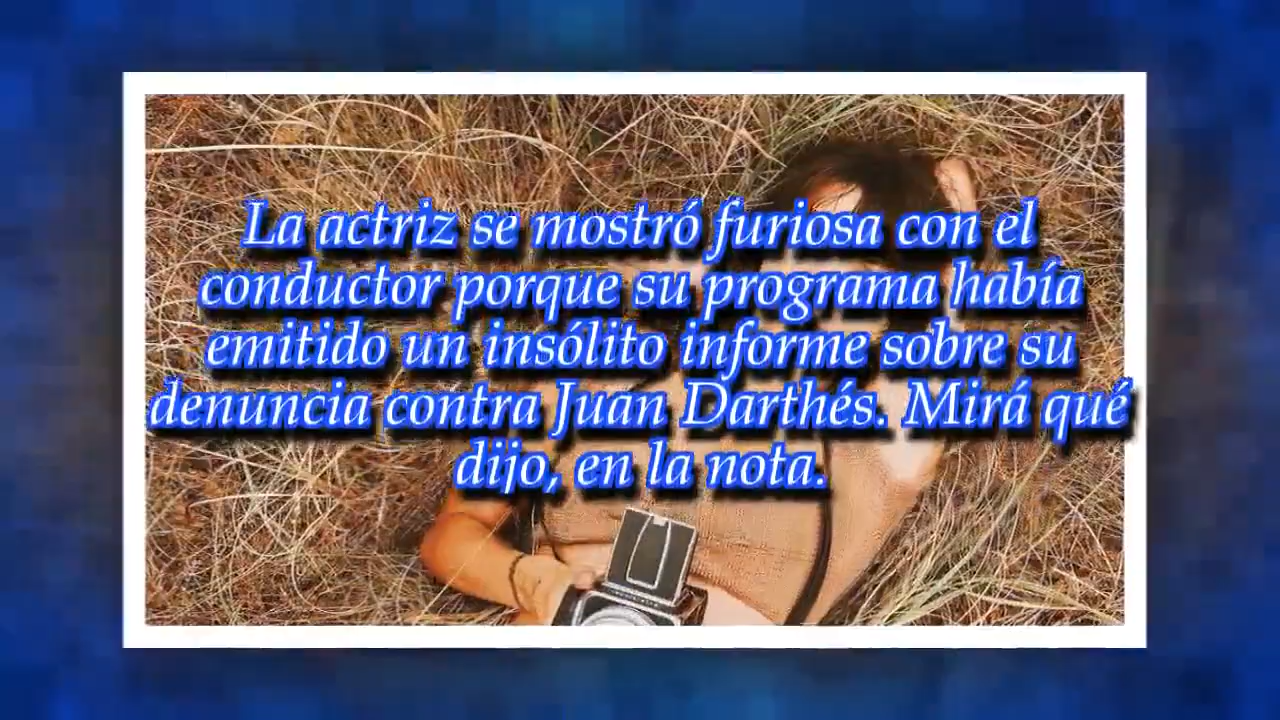 La actriz se mostró furiosa con el
conductor porque su programa había
emitido un insólito informe sobre su
denuncia contra Juan Darthés. Mirá qué
dijo, en la nota.